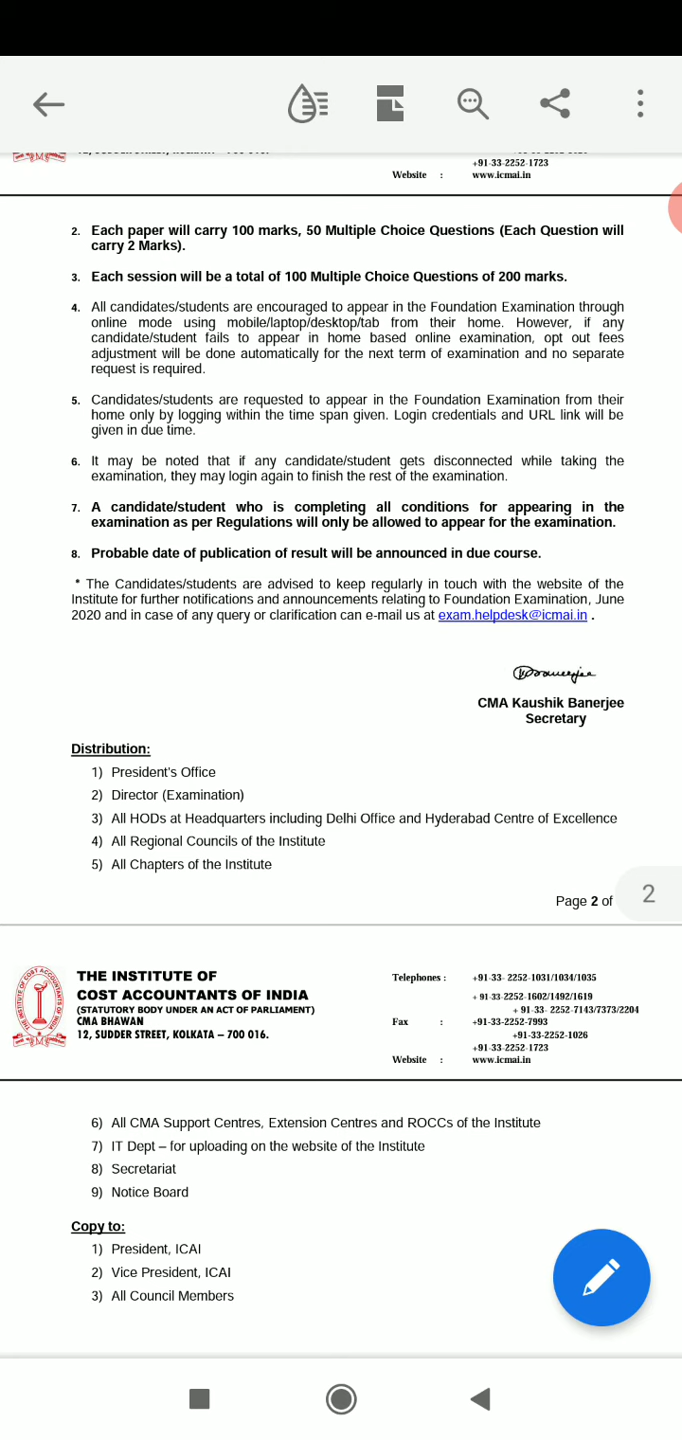 +91-33-2252-1723
Website : www.icmai.in
2. Each paper will carry 100 marks, 50 Multiple Choice Questions (Each Question will
carry 2 Marks).
3. Each session will be a total of 100 Multiple Choice Questions of 200 marks.
4. All candidates/students are encouraged to appear in the Foundation Examination through
online mode using mobile/laptop/desktop/tab from their home. However, if any
candidate/student fails to appear in home based online examination, opt out fees
adjustment will be done automatically for the next term of examination and no separate
request is required.
5. Candidates/students are requested to appear in the Foundation Examination from their
home only by logging within the time span given. Login credentials and URL link will be
given in due time.
6. It may be noted that if any candidate/student gets disconnected while taking the
examination, they may login again to finish the rest of the examination.
7. A candidate/student who is completing all conditions for appearing in the
examination as per Regulations will only be allowed to appear for the examination.
8. Probable date of publication of result will be announced in due course.
* The Candidates/students are advised to keep regularly in touch with the website of the
Institute for further notifications and announcements relating to Foundation Examination, June
2020 and in case of any query or clarification can e-mail us at exam.helpdesk@icmai.in .
CMA Kaushik Banerjee
Secretary
Distribution:
1) President's Office
2) Director (Examination)
3) All HODs at Headquarters including Delhi Office and Hyderabad Centre of Excellence
4) All Regional Councils of the Institute
5) All Chapters of the Institute
Page 2 of
2
THE INSTITUTE OF
COST ACCOUNTANTS OF INDIA
(STATUTORY BODY UNDER AN ACT OF PARLIAMENT)
CMA BHAWAN
12, SUDDER STREET, KOLKATA – 700 016.
Telephones : +91-33- 2252-1031/1034/1035
+ 91-33-2252-1602/1492/1619
+ 91-33- 2252-7143/7373/2204
Fax : +91-33-2252-7993
+91-33-2252-1026
+91-33-2252-1723
Website : www.icmai.in
6) All CMA Support Centres, Extension Centres and ROCCs of the Institute
7) IT Dept – for uploading on the website of the Institute
8) Secretariat
9) Notice Board
Copy to:
1) President, ICAI
2) Vice President, ICAI
3) All Council Members